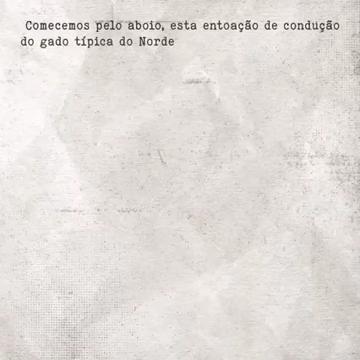 Comecemos pelo aboio, esta entoação de condução
do gado típica do Norde